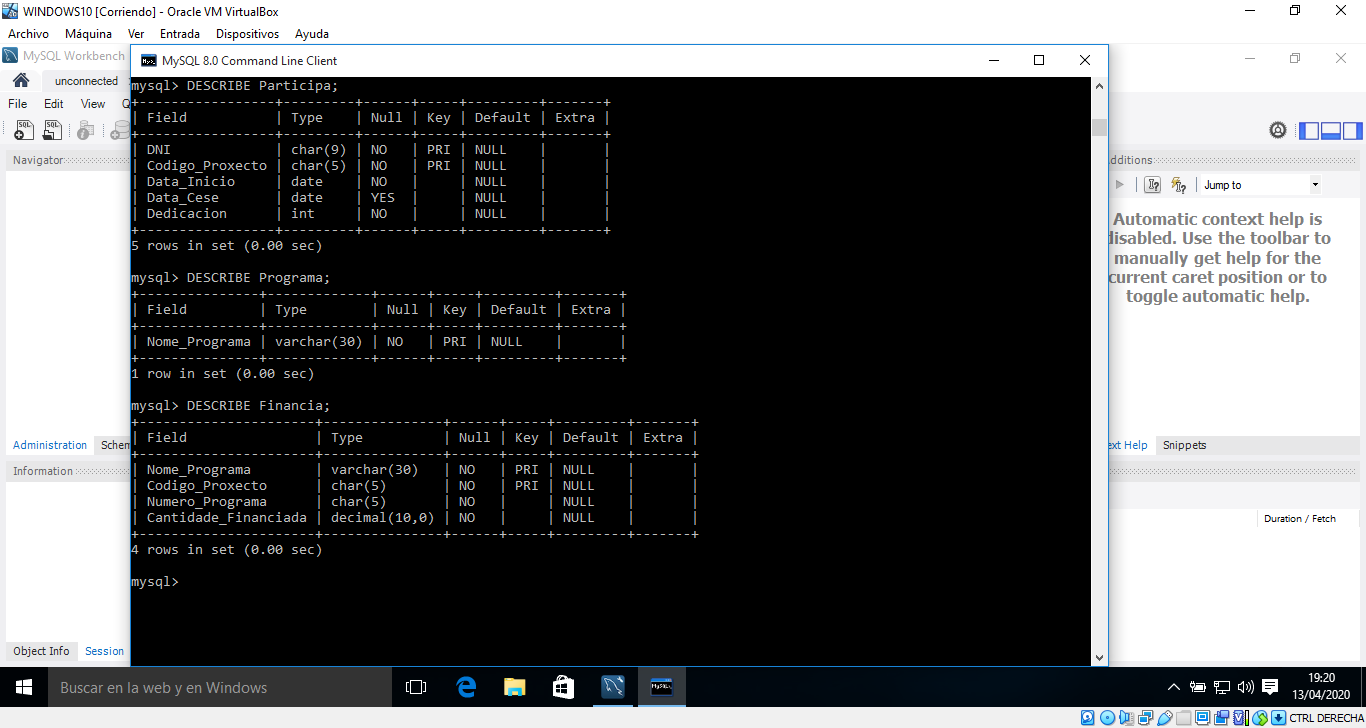 WINDOWS10 [Corriendo] - Oracle VM VirtualBox
Archivo Máquina Ver Entrada Dispositivos Ayuda
MySQL Workbench
MySQL 8.0 Command Line Client
unconnected
File Edit View Q
SQL SQL
Navigator
mysql> DESCRIBE Participa;
+-----------------+---------+------+-----+---------+-------+
| Field | Type | Null | Key | Default | Extra |
+-----------------+---------+------+-----+---------+-------+
| DNI | char(9) | NO | PRI | NULL | |
| Codigo_Proxecto | char(5) | NO | PRI | NULL | |
| Data_Inicio | date | NO | | NULL | |
| Data_Cese | date | YES | | NULL | |
| Dedicacion | int | NO | | NULL | |
+-----------------+---------+------+-----+---------+-------+
5 rows in set (0.00 sec)
mysql> DESCRIBE Programa;
+---------------+-------------+------+-----+---------+-------+
| Field | Type | Null | Key | Default | Extra |
+---------------+-------------+------+-----+---------+-------+
| Nome_Programa | varchar(30) | NO | PRI | NULL | |
+---------------+-------------+------+-----+---------+-------+
1 row in set (0.00 sec)
mysql> DESCRIBE Financia;
+----------------------+---------------+------+-----+---------+-------+
| Field | Type | Null | Key | Default | Extra |
+----------------------+---------------+------+-----+---------+-------+
| Nome_Programa | varchar(30) | NO | PRI | NULL | |
| Codigo_Proxecto | char(5) | NO | PRI | NULL | |
| Numero_Programa | char(5) | NO | | NULL | |
| Cantidade_Financiada | decimal(10,0) | NO | | NULL | |
+----------------------+---------------+------+-----+---------+-------+
4 rows in set (0.00 sec)
mysql>
dditions
Jump to
Automatic context help is
disabled. Use the toolbar to
manually get help for the
current caret position or to
toggle automatic help.
Administration Schem
ext Help Snippets
Information
Duration / Fetch
Object Info Session
Buscar en la web y en Windows
MySQL
19:20
13/04/2020
CTRL DERECHA